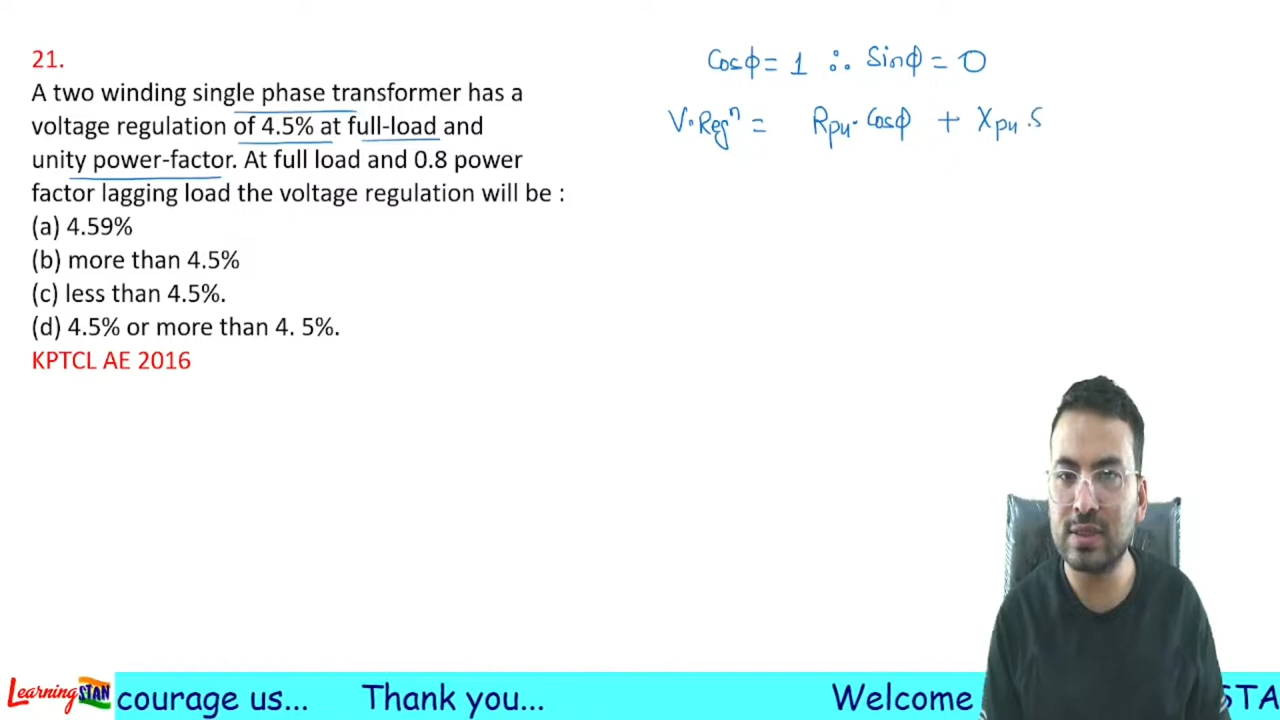 21.
A two winding single phase transformer has a
voltage regulation of 4.5% at full-load and
unity power-factor. At full load and 0.8 power
factor lagging load the voltage regulation will be :
(a) 4.59%
(b) more than 4.5%
(c) less than 4.5%.
(d) 4.5% or more than 4. 5%.
KPTCL AE 2016
Cosφ = 1 ∴ Sinφ = 0
V.Regⁿ = Rpu. Cosφ + Xpu .S
LearningSTAN
courage us... Thank you... Welcome STA